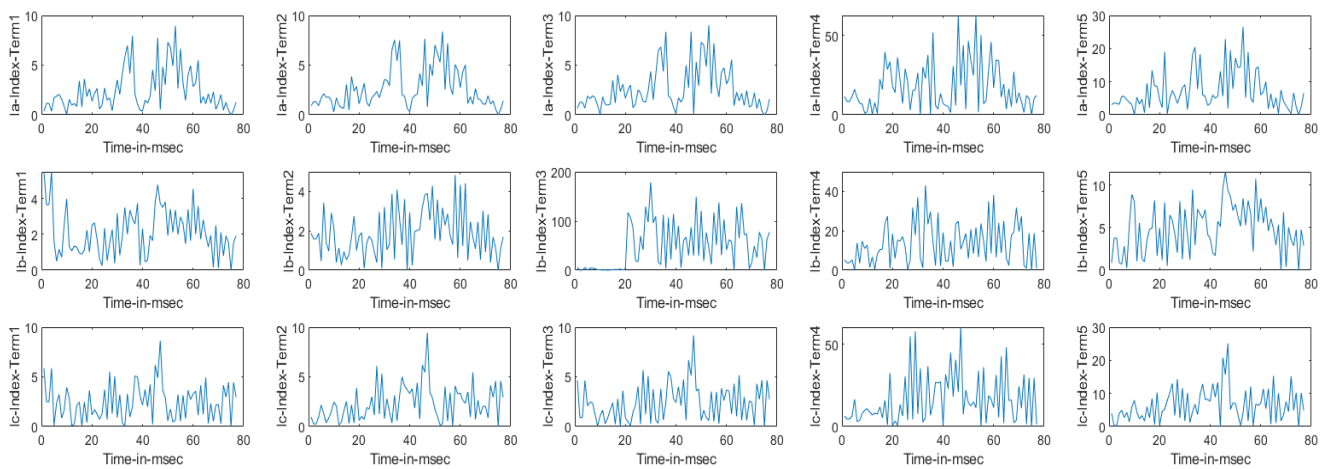 10
5
0
Ia-Index-Term1
0 20 40 60 80
Time-in-msec
10
5
0
Ia-Index-Term2
0 20 40 60 80
Time-in-msec
10
5
0
Ia-Index-Term3
0 20 40 60 80
Time-in-msec
50
0
Ia-Index-Term4
0 20 40 60 80
Time-in-msec
30
20
10
0
Ia-Index-Term5
0 20 40 60 80
Time-in-msec
4
2
0
Ib-Index-Term1
0 20 40 60 80
Time-in-msec
4
2
0
Ib-Index-Term2
0 20 40 60 80
Time-in-msec
200
100
0
Ib-Index-Term3
0 20 40 60 80
Time-in-msec
40
20
0
Ib-Index-Term4
0 20 40 60 80
Time-in-msec
10
5
0
Ib-Index-Term5
0 20 40 60 80
Time-in-msec
10
5
0
Ic-Index-Term1
0 20 40 60 80
Time-in-msec
10
5
0
Ic-Index-Term2
0 20 40 60 80
Time-in-msec
10
5
0
Ic-Index-Term3
0 20 40 60 80
Time-in-msec
50
0
Ic-Index-Term4
0 20 40 60 80
Time-in-msec
30
20
10
0
Ic-Index-Term5
0 20 40 60 80
Time-in-msec